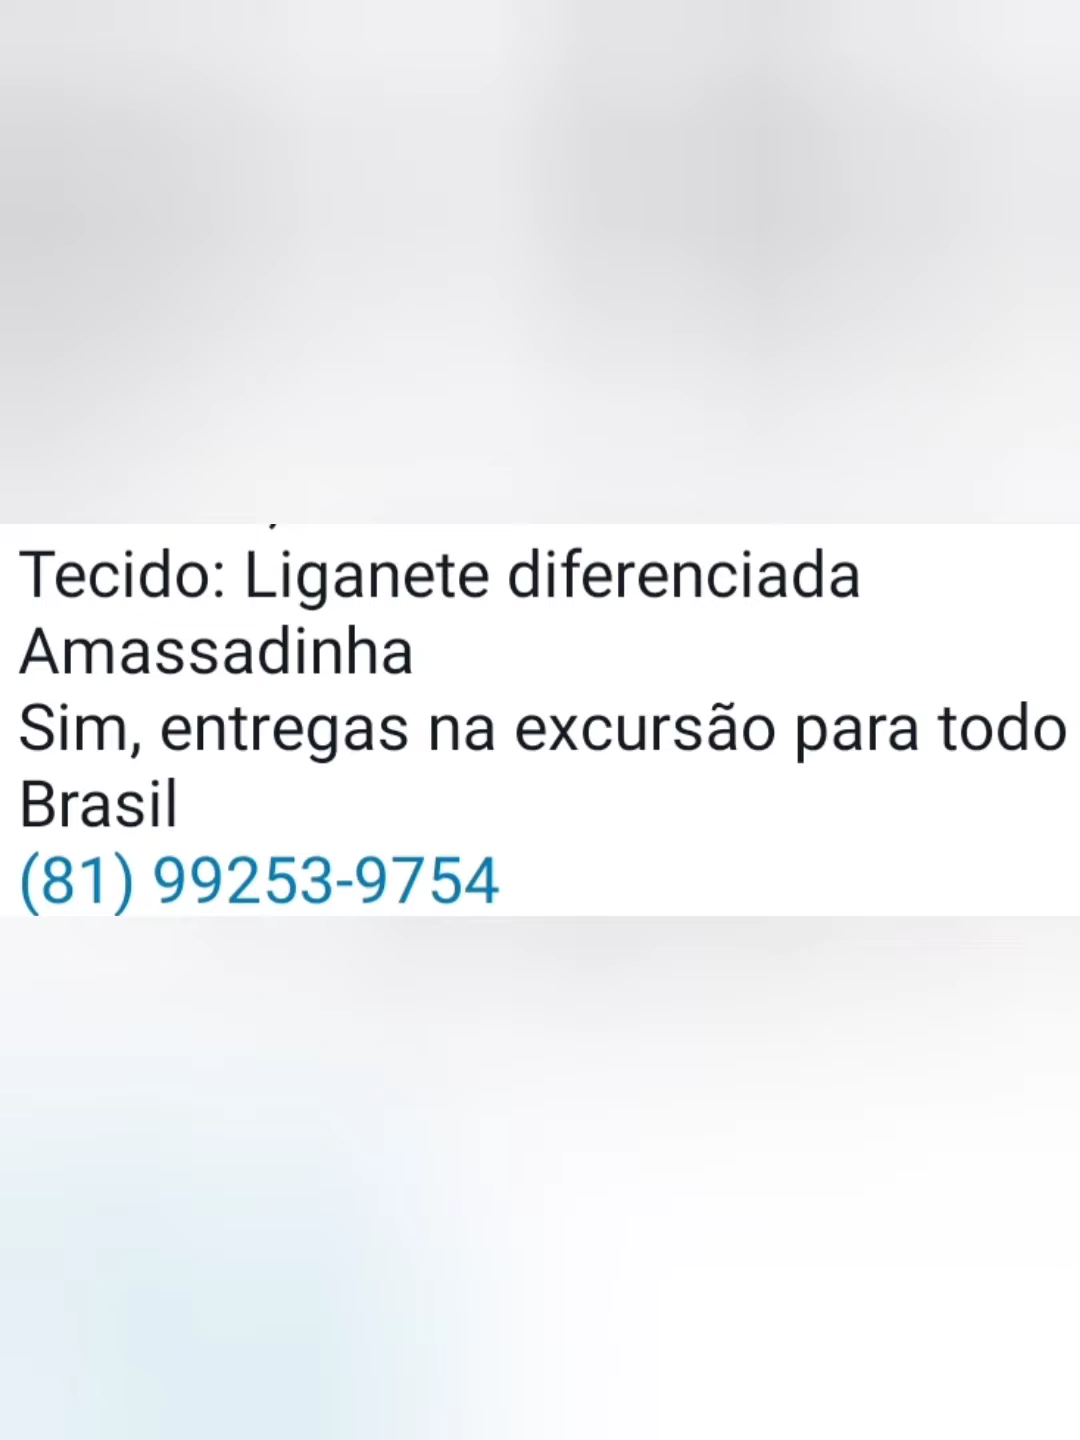 Tecido: Liganete diferenciada
Amassadinha
Sim, entregas na excursão para todo
Brasil
(81) 99253-9754